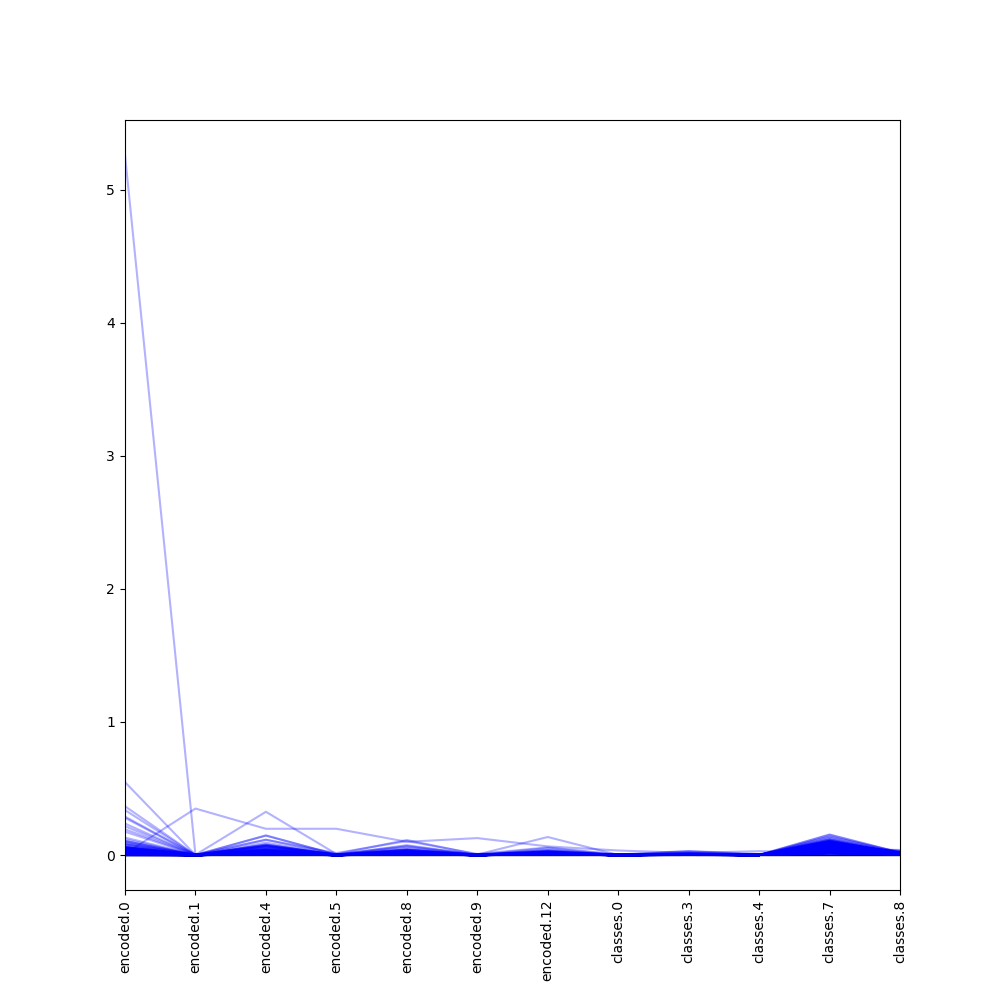 5
4
3
2
1
0
encoded.0
encoded.1
encoded.4
encoded.5
encoded.8
encoded.9
encoded.12
classes.0
classes.3
classes.4
classes.7
classes.8